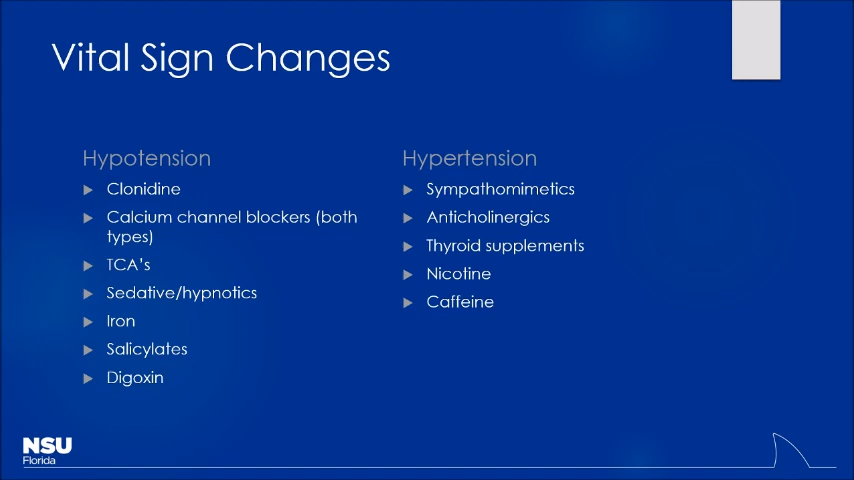 Vital Sign Changes
Hypotension
Clonidine
Calcium channel blockers (both
types)
TCA's
Sedative/hypnotics
Iron
Salicylates
Digoxin
Hypertension
Sympathomimetics
Anticholinergics
Thyroid supplements
Nicotine
Caffeine
NSU
Florida